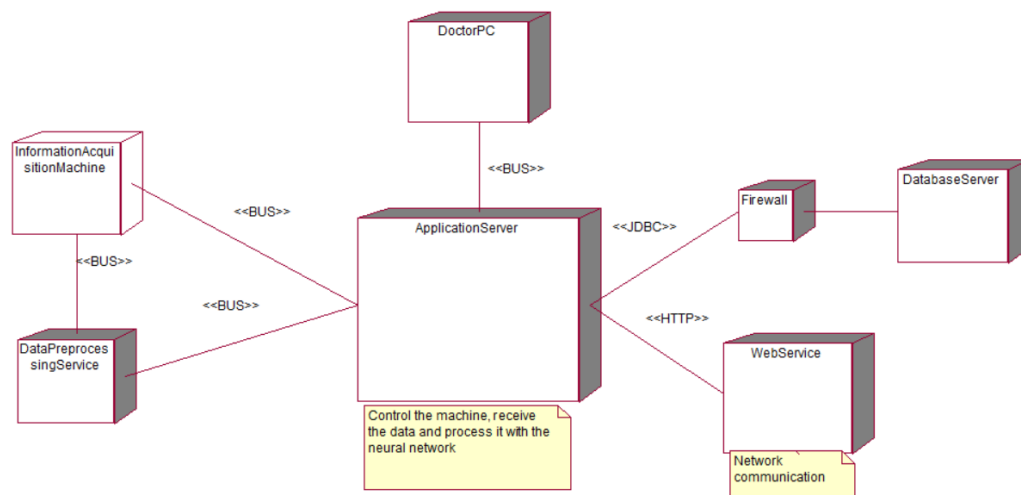 DoctorPC
InformationAcqui
sitionMachine
<<BUS>>
DatabaseServer
Firewall
<<BUS>>
ApplicationServer
<<JDBC>>
<<BUS>>
<<BUS>>
<<HTTP>>
DataPreproces
singService
WebService
Control the machine, receive
the data and process it with the
neural network
Network
communication